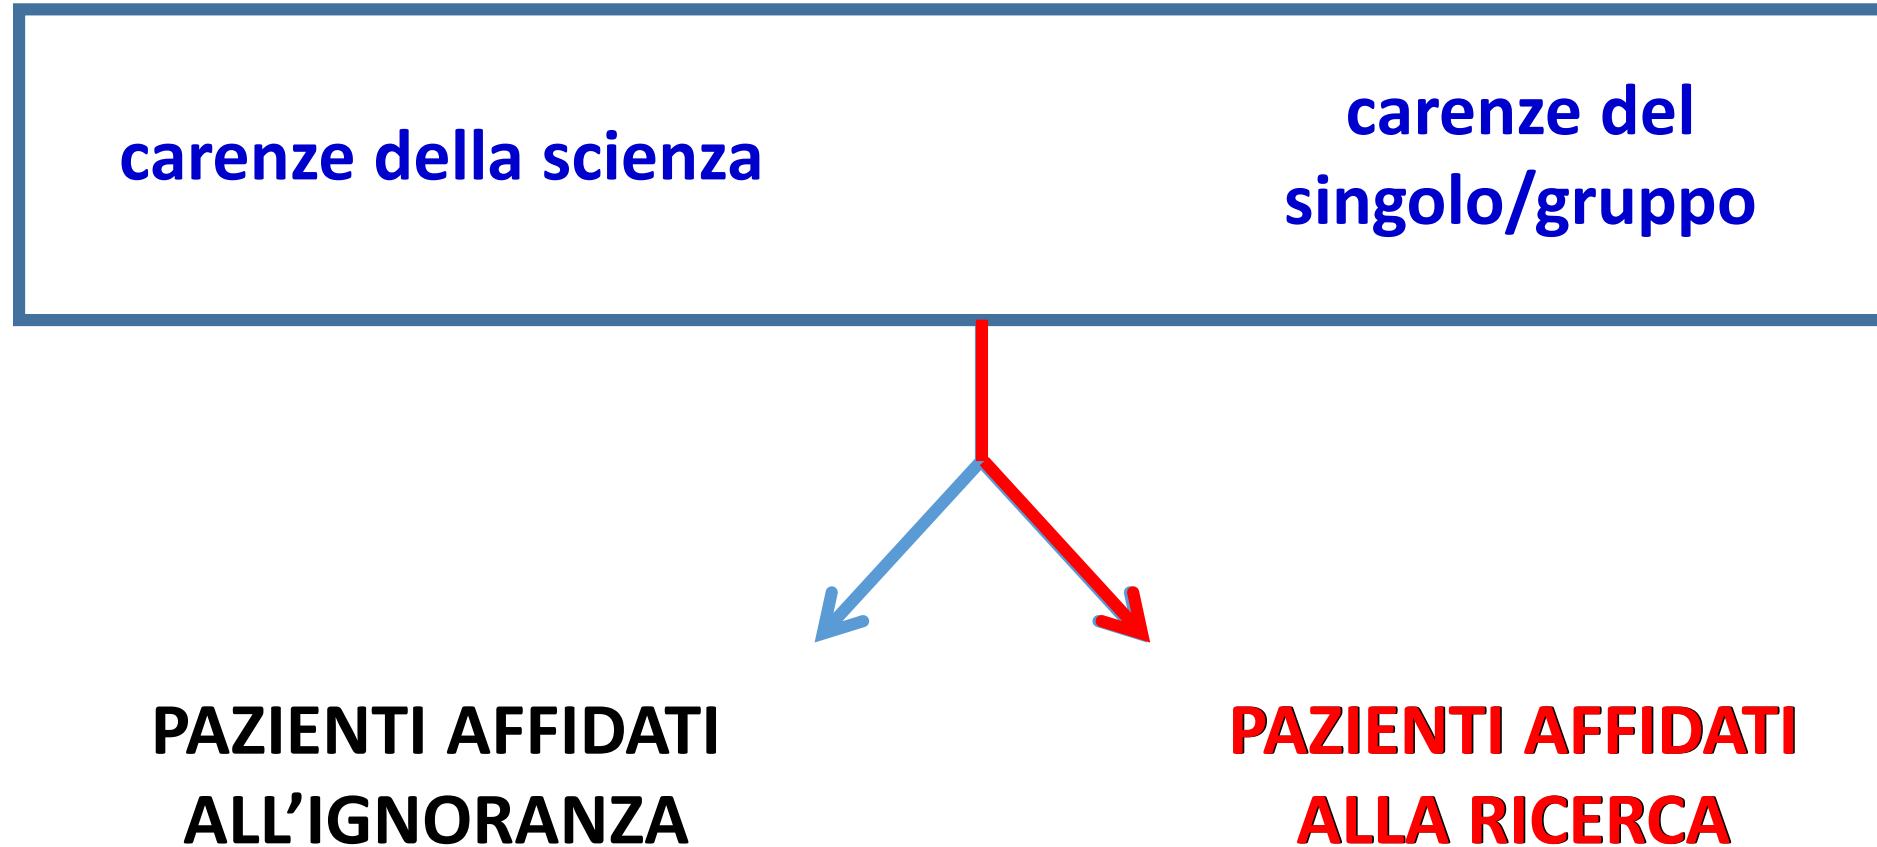 carenze della scienza
carenze del
singolo/gruppo
PAZIENTI AFFIDATI
ALL’IGNORANZA
PAZIENTI AFFIDATI
ALLA RICERCA